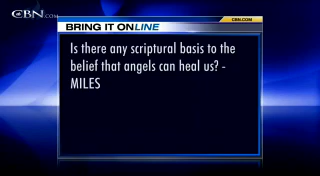 CBN.COM
CBN.COM
BRING IT ONLINE
Is there any scriptural basis to the
belief that angels can heal us? -
MILES